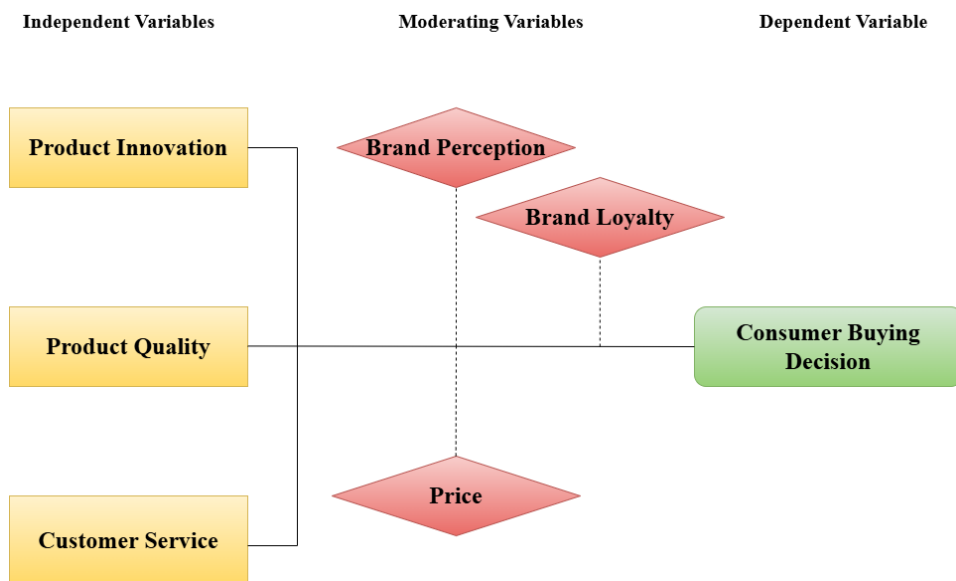 Independent Variables
Moderating Variables
Dependent Variable
Product Innovation
Brand Perception
Brand Loyalty
Product Quality
Consumer Buying
Decision
Price
Customer Service